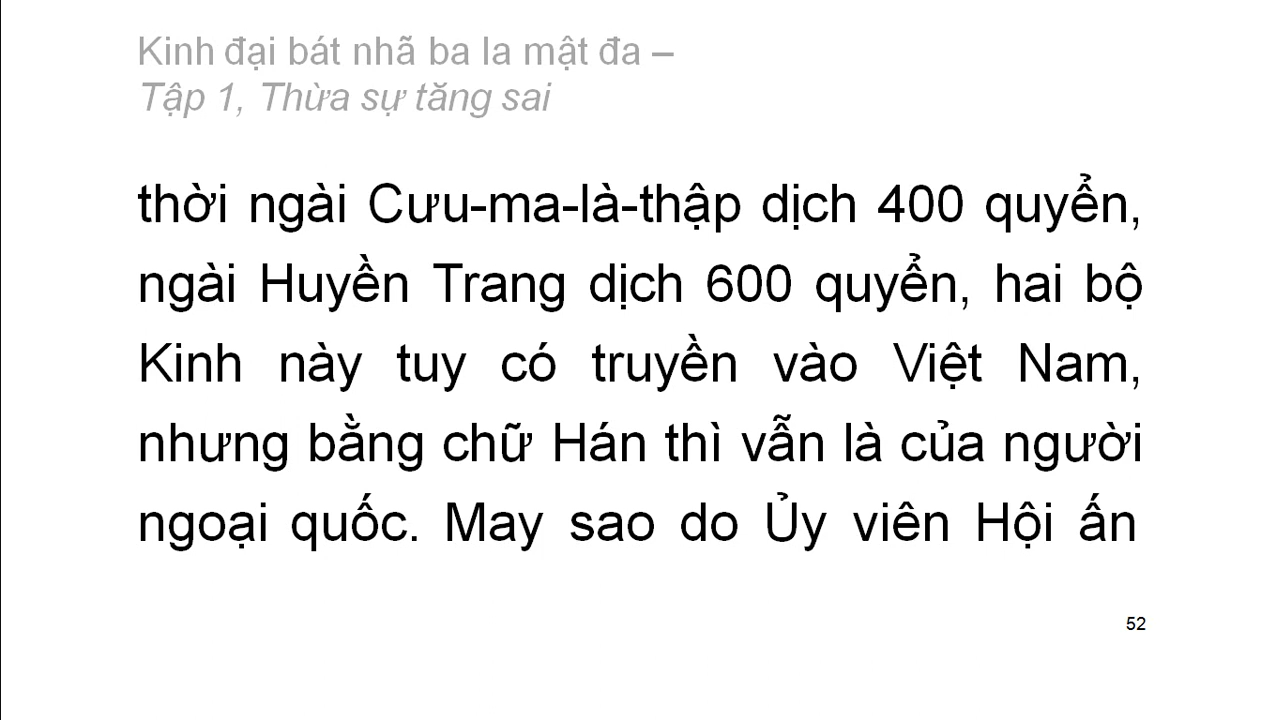 Kinh đại bát nhã ba la mật đa –
Tập 1, Thừa sự tăng sai
thời ngài Cưu-ma-là-thập dịch 400 quyển,
ngài Huyền Trang dịch 600 quyển, hai bộ
Kinh này tuy có truyền vào Việt Nam,
nhưng bằng chữ Hán thì vẫn là của người
ngoại quốc. May sao do Ủy viên Hội ấn
52